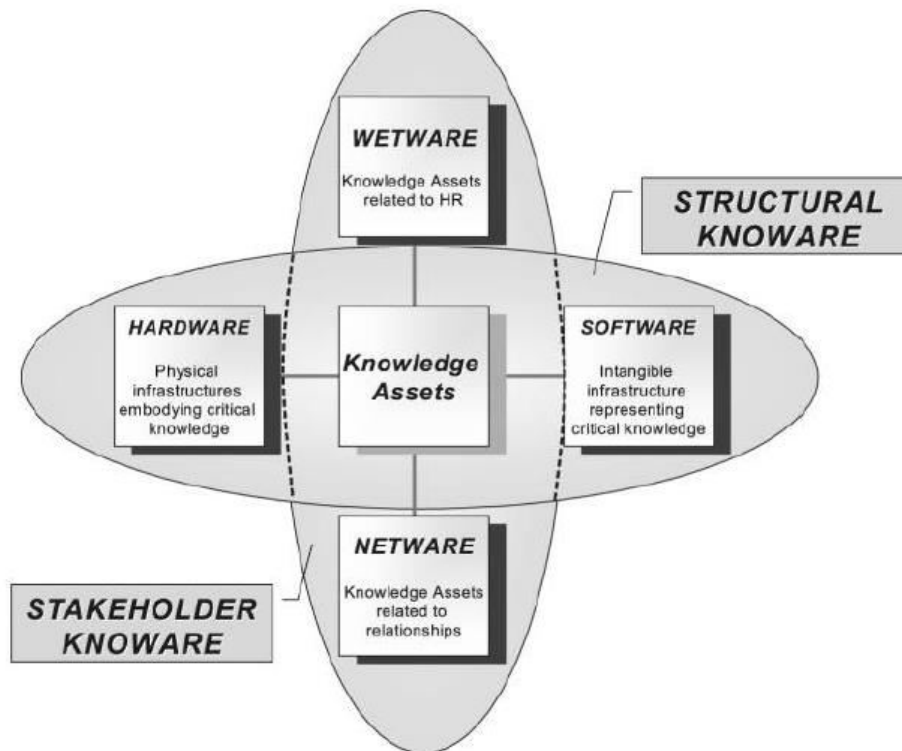 WETWARE
Knowledge Assets
related to HR
STRUCTURAL
KNOWARE
HARDWARE
Physical
infrastructures
embodying critical
knowledge
Knowledge
Assets
SOFTWARE
Intangible
infrastructure
representing
critical knowledge
NETWARE
Knowledge Assets
related to
relationships
STAKEHOLDER
KNOWARE